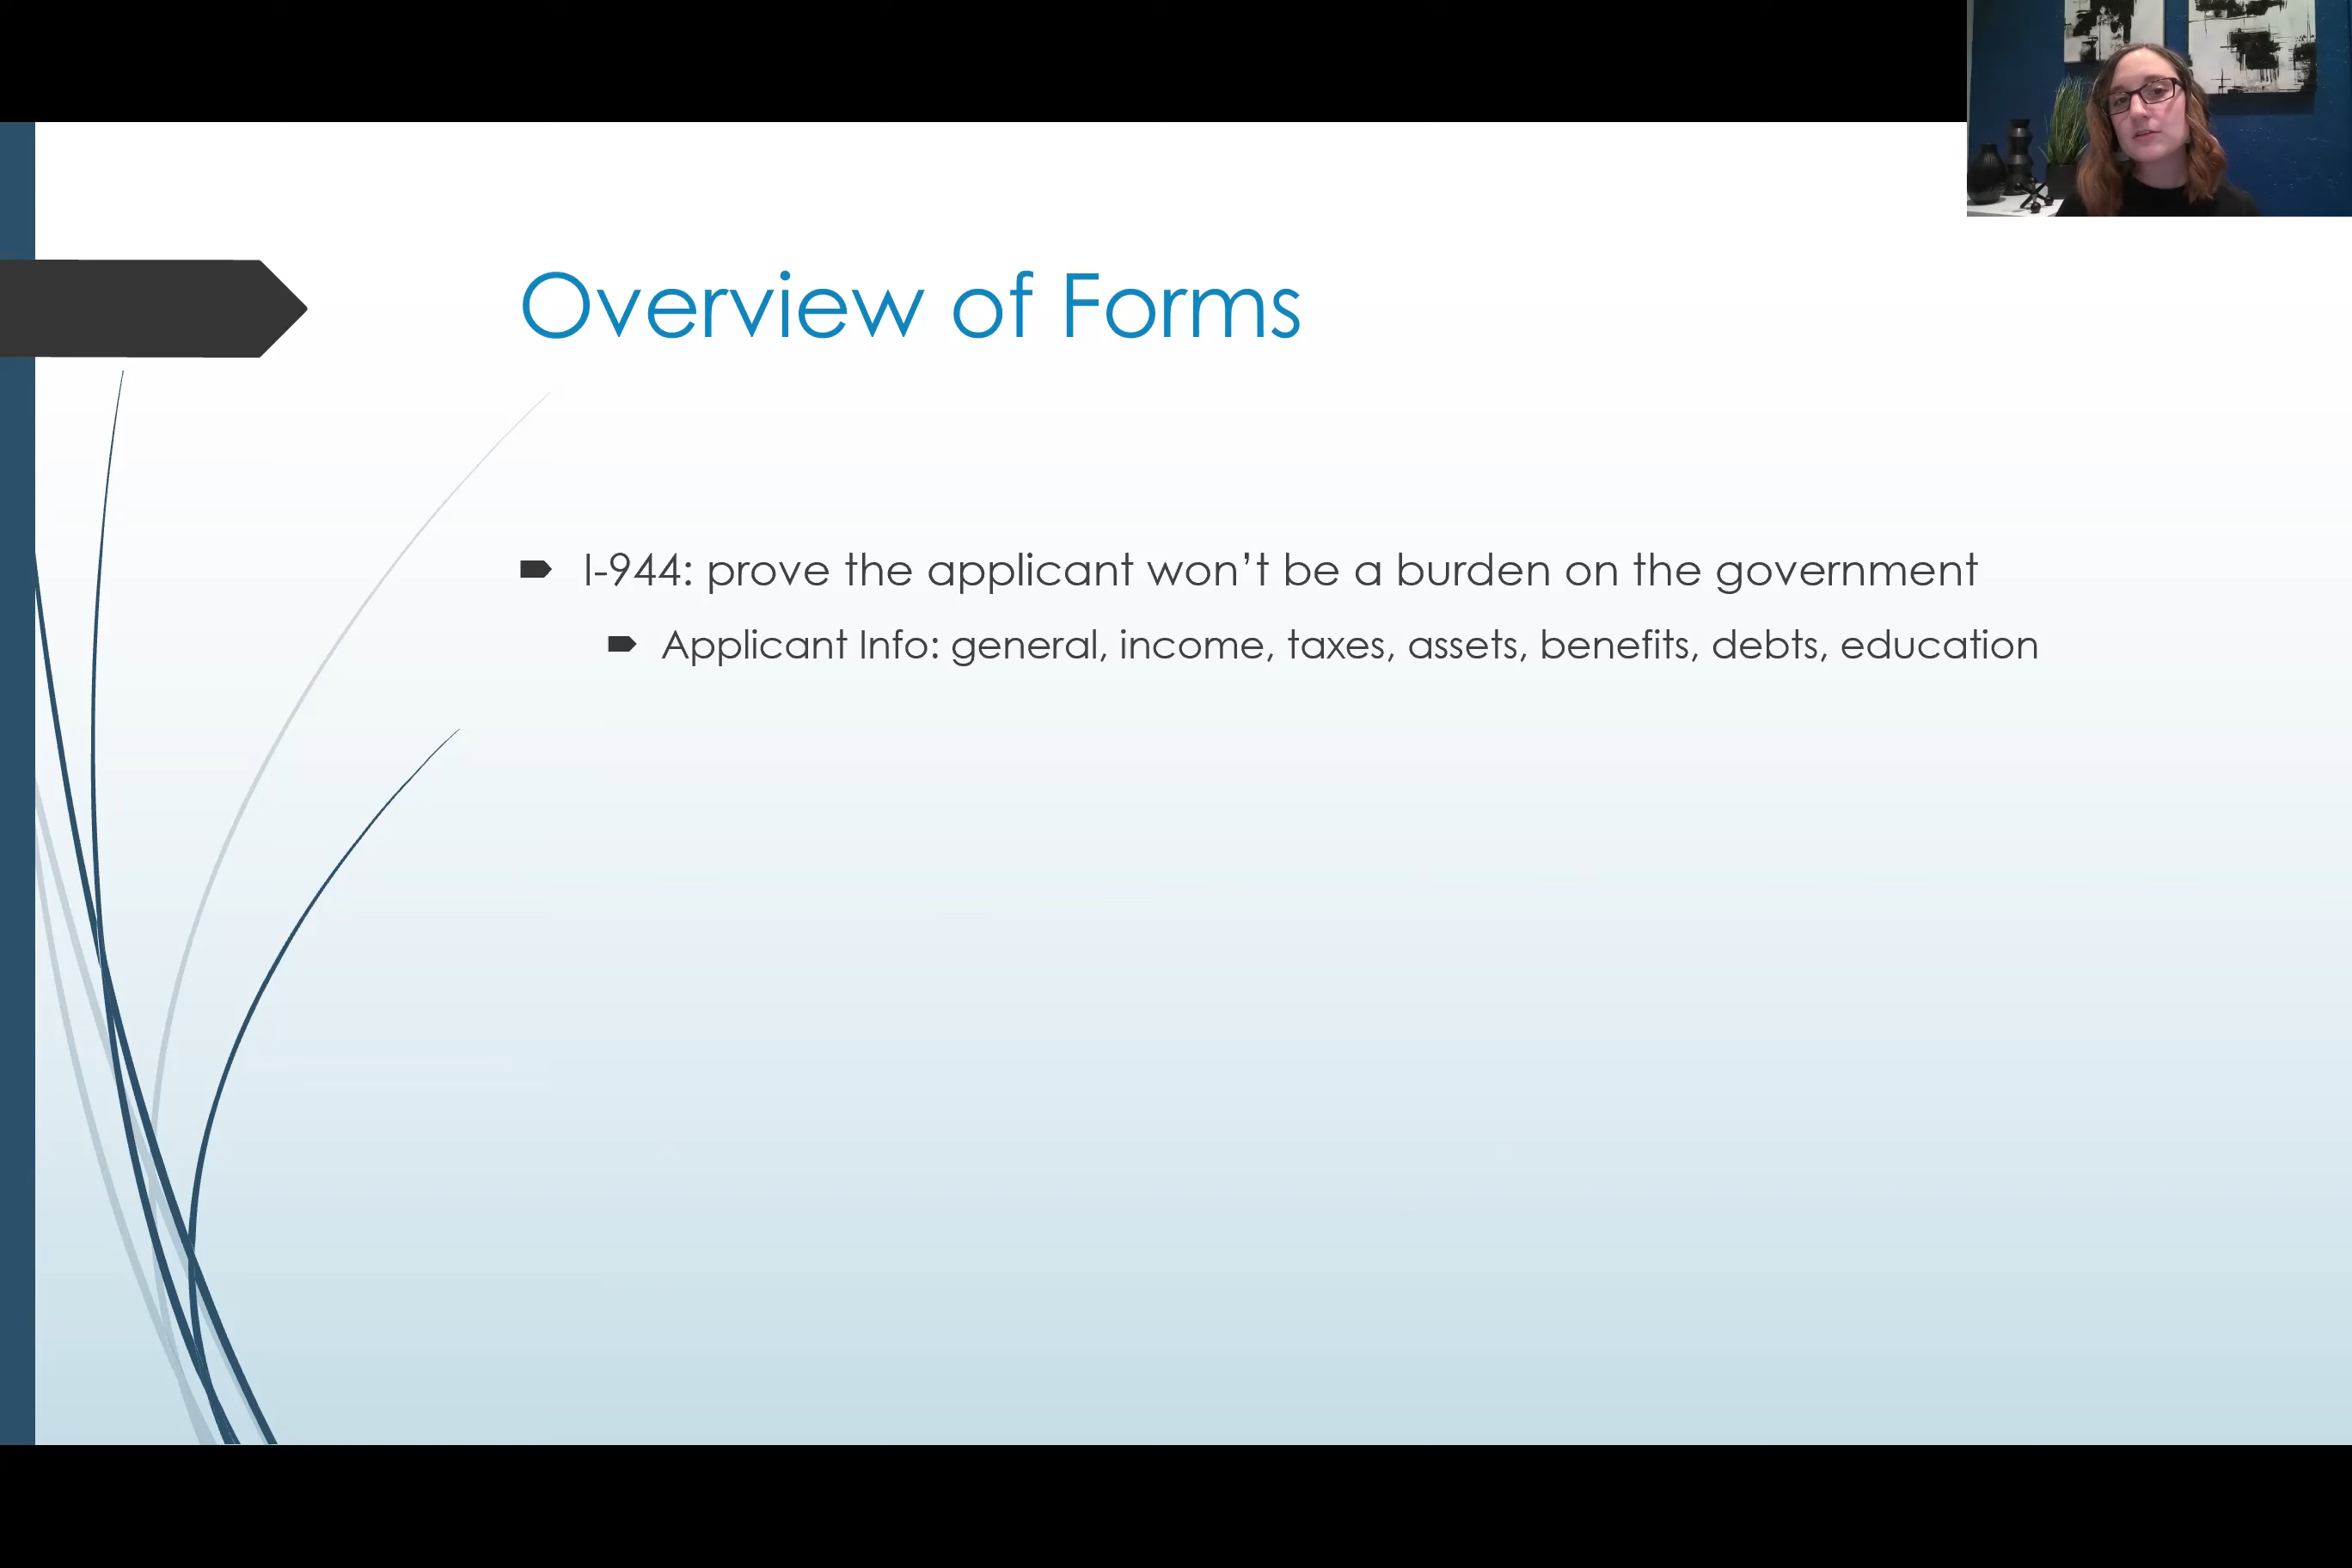 Overview of Forms
I-944: prove the applicant won’t be a burden on the government
Applicant Info: general, income, taxes, assets, benefits, debts, education